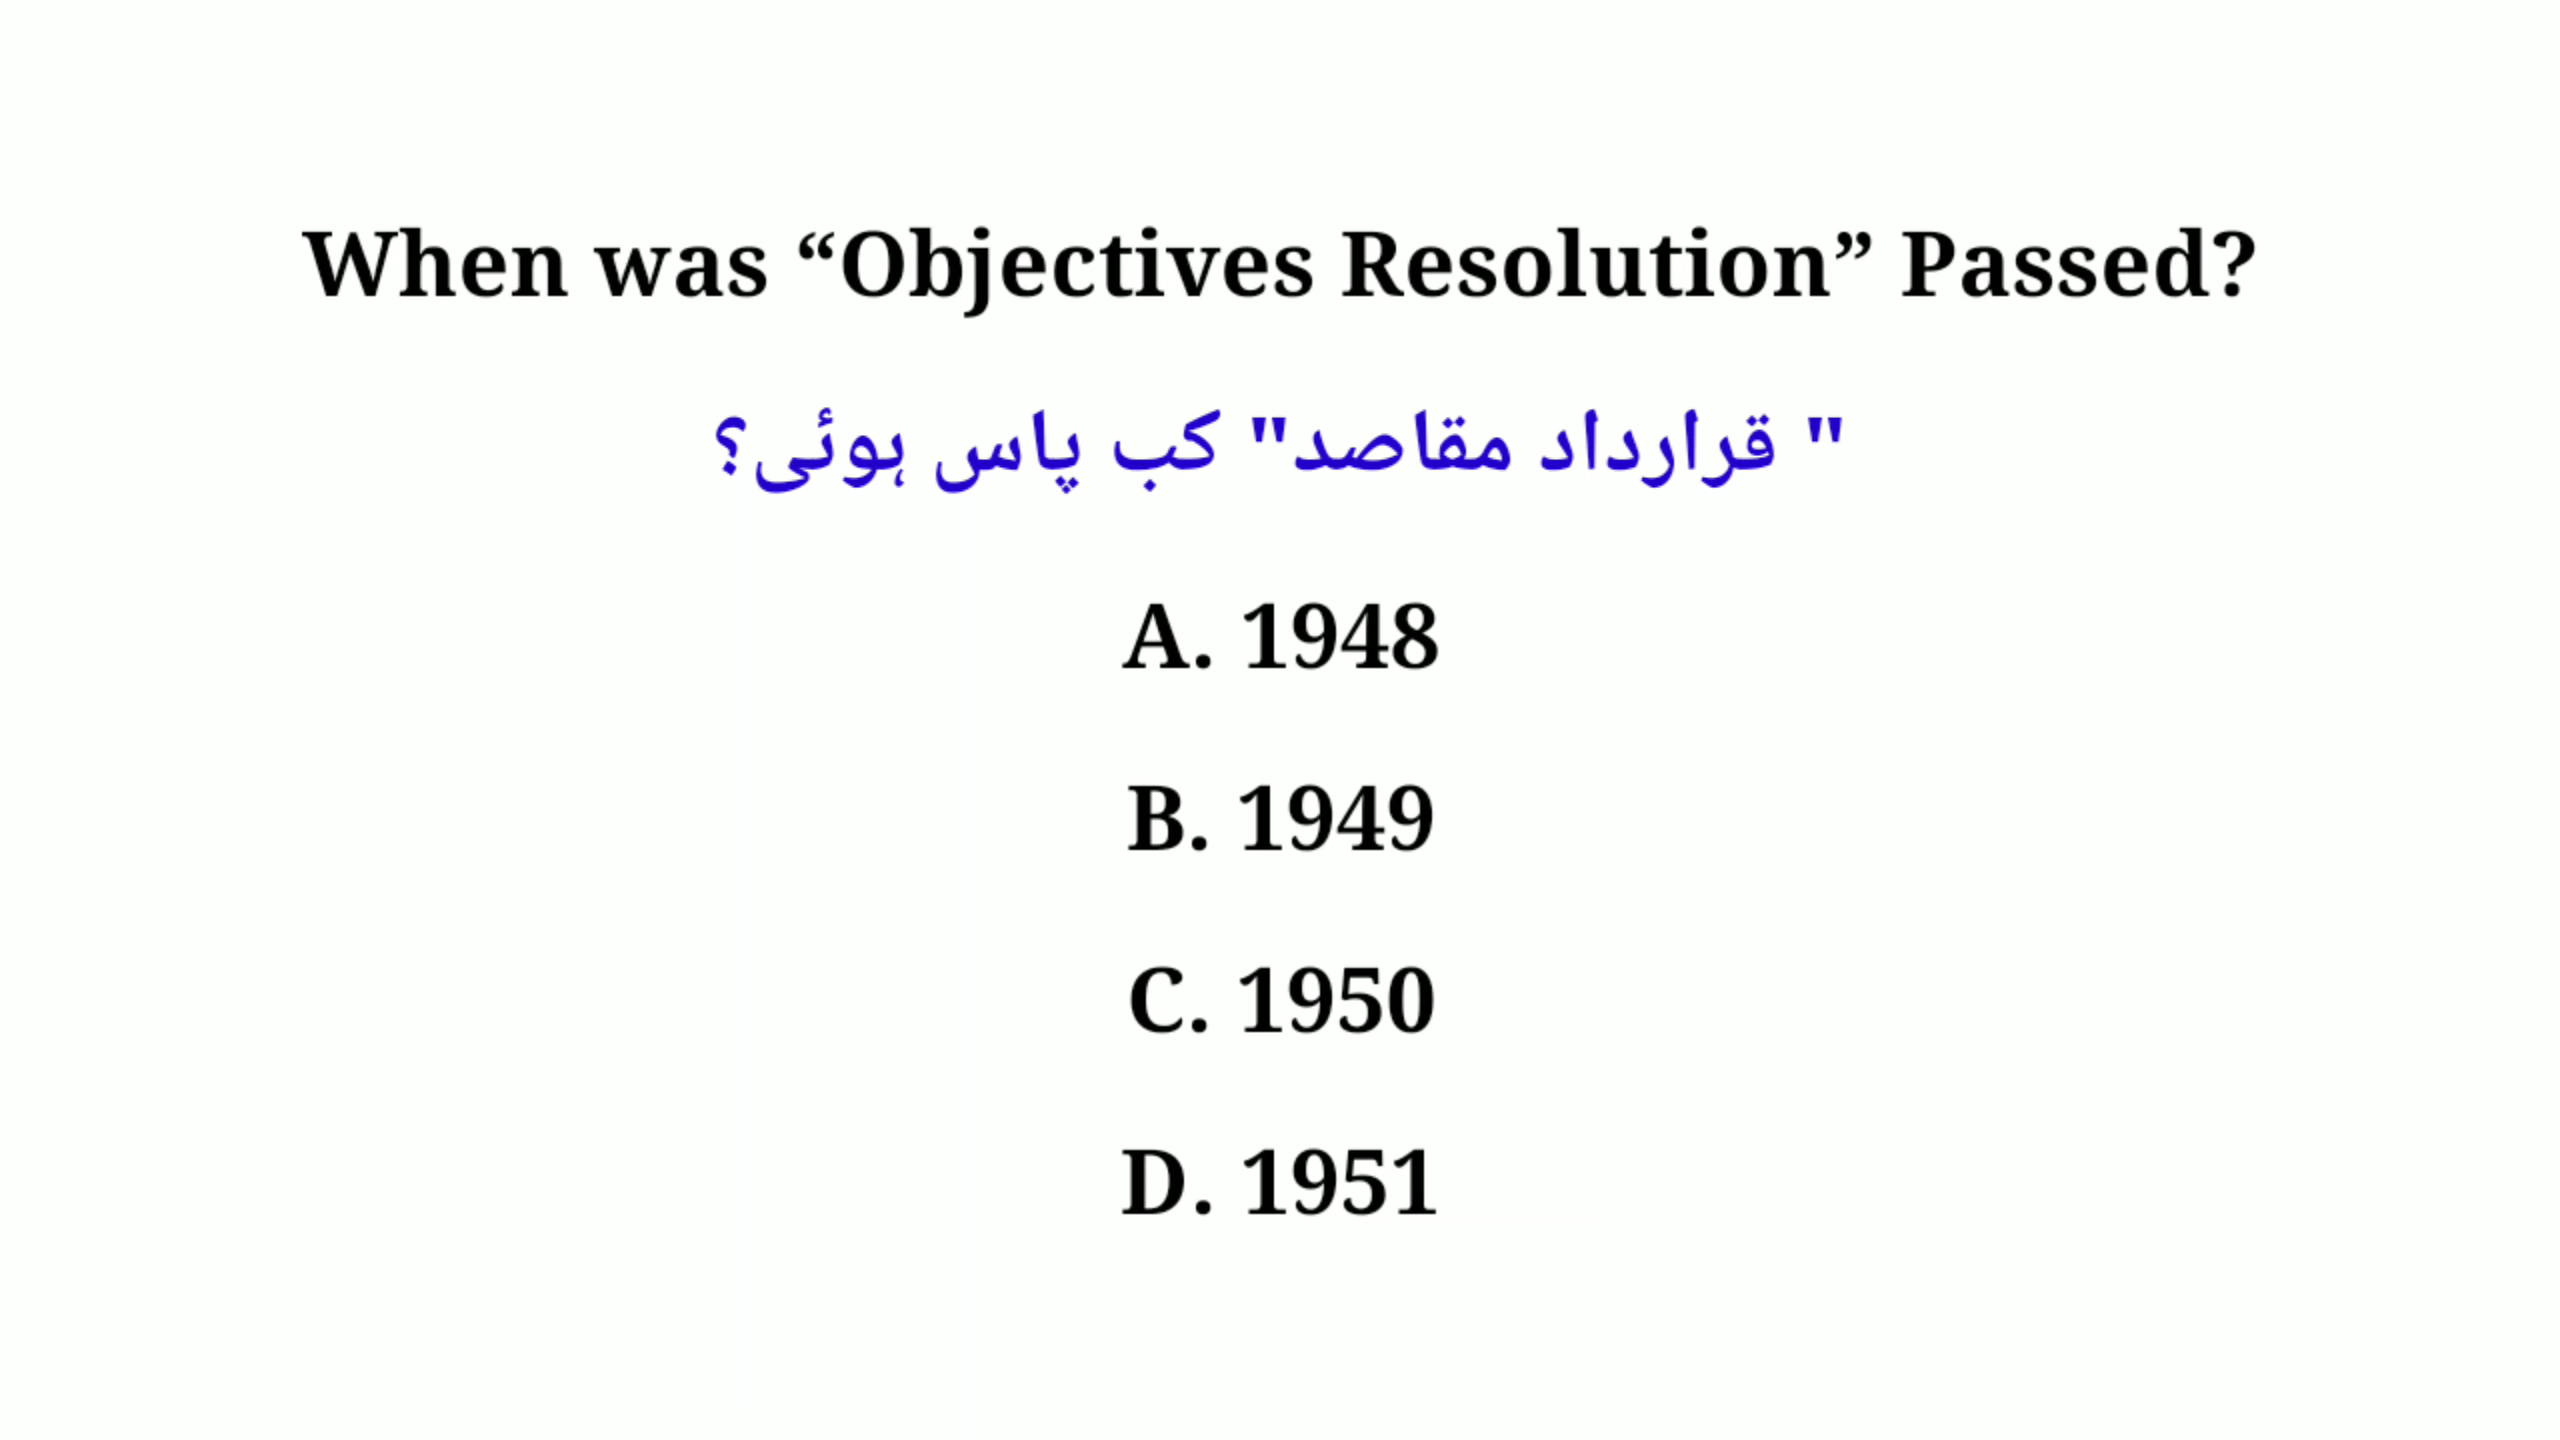 When was “Objectives Resolution” Passed?
" قرارداد مقاصد" کب پاس ہوئی؟
A. 1948
B. 1949
C. 1950
D. 1951